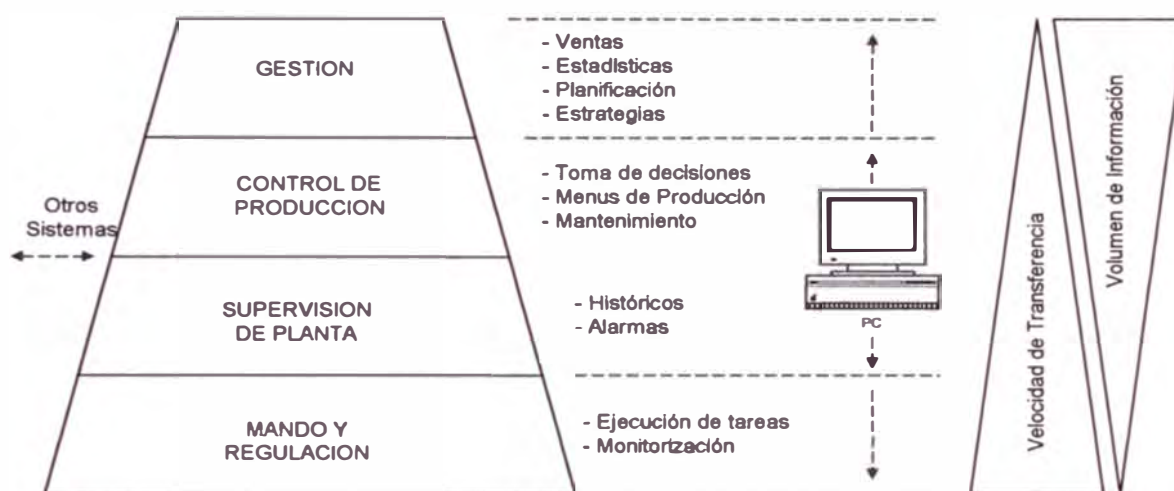 GESTION
- Ventas
- Estadísticas
- Planificación
- Estrategias
CONTROL DE
PRODUCCION
- Toma de decisiones
- Menus de Producción
- Mantenimiento
Otros
Sistemas
SUPERVISION
DE PLANTA
- Históricos
- Alarmas
PC
MANDO Y
REGULACION
- Ejecución de tareas
- Monitorización
Velocidad de Transferencia
Volumen de Información